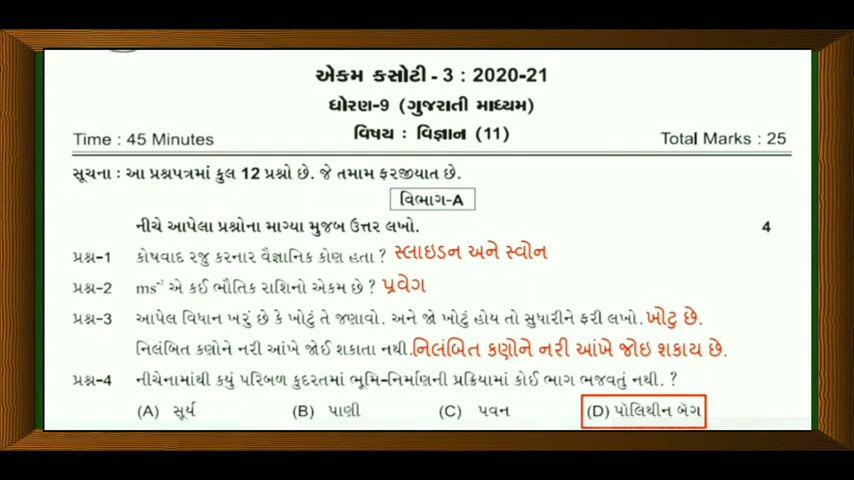 એકમ કસોટી - 3 : 2020-21
ધોરણ-9 (ગુજરાતી માધ્યમ)
Time : 45 Minutes વિષય : વિજ્ઞાન (11) Total Marks : 25
સૂચના : આ પ્રશ્નપત્રમાં કુલ 12 પ્રશ્નો છે. જે તમામ ફરજીયાત છે.
વિભાગ-A
નીચે આપેલા પ્રશ્નોના માગ્યા મુજબ ઉત્તર લખો. 4
પ્રશ્ન-1 કોષવાદ રજુ કરનાર વૈજ્ઞાનિક કોણ હતા ? સ્લાઇડન અને સ્વોન
પ્રશ્ન-2 ms⁻² એ કઈ ભૌતિક રાશિનો એકમ છે ? પ્રવેગ
પ્રશ્ન-3 આપેલ વિધાન ખરું છે કે ખોટું તે જણાવો. અને જો ખોટું હોય તો સુધારીને ફરી લખો. ખોટુ છે.
નિલંબિત કણોને નરી આંખે જોઈ શકાતા નથી. નિલંબિત કણોને નરી આંખે જોઇ શકાય છે.
પ્રશ્ન-4 નીચેનામાંથી કયું પરિબળ કુદરતમાં ભૂમિ-નિર્માણની પ્રક્રિયામાં કોઈ ભાગ ભજવતું નથી. ?
(A) સૂર્ય (B) પાણી (C) પવન (D) પૉલિથીન બૅગ